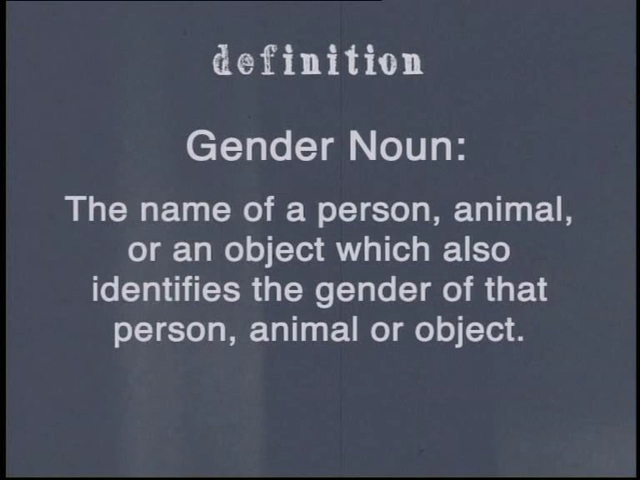 definition
Gender Noun:
The name of a person, animal,
or an object which also
identifies the gender of that
person, animal or object.